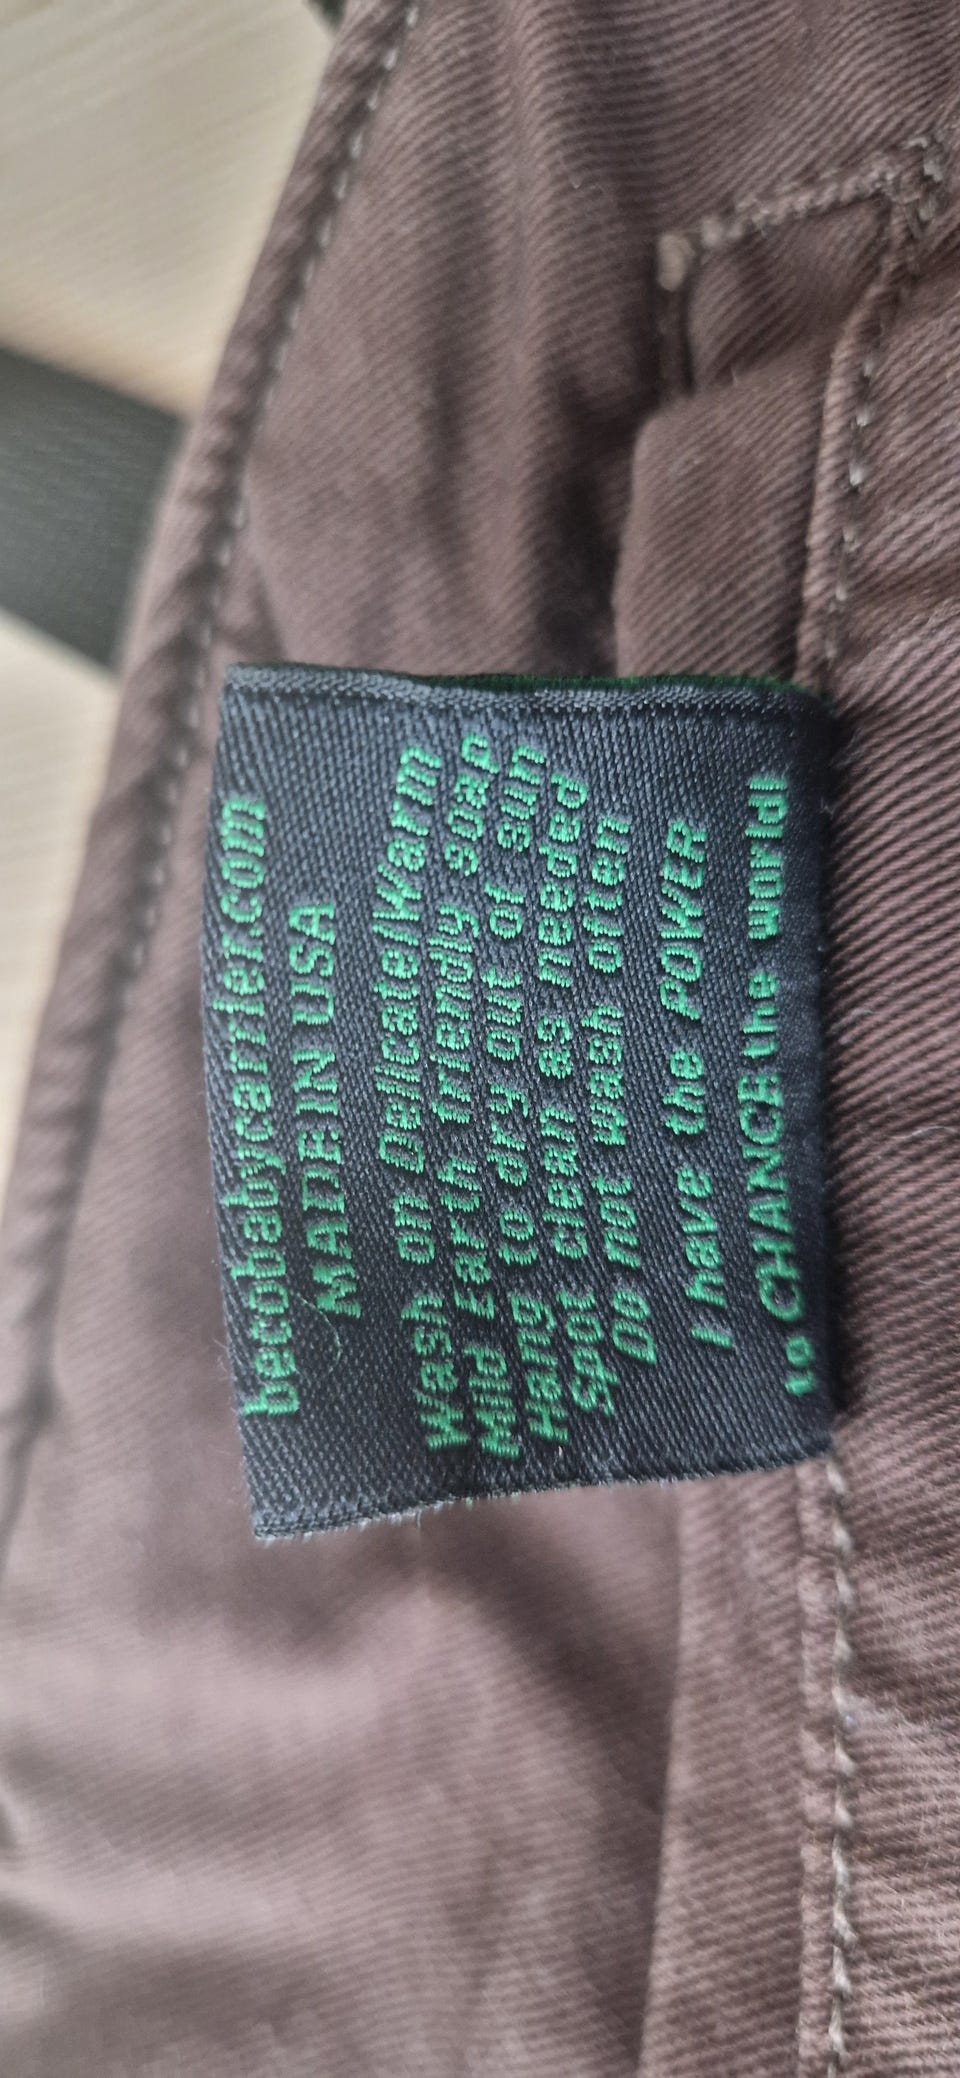 becobabycarrier.com
MADE IN USA
Wash on Delicate/Warm
Mild Earth friendly soap
Hang to dry out of sun
Spot clean as needed
Do not wash often
I have the POWER
to CHANGE the world!